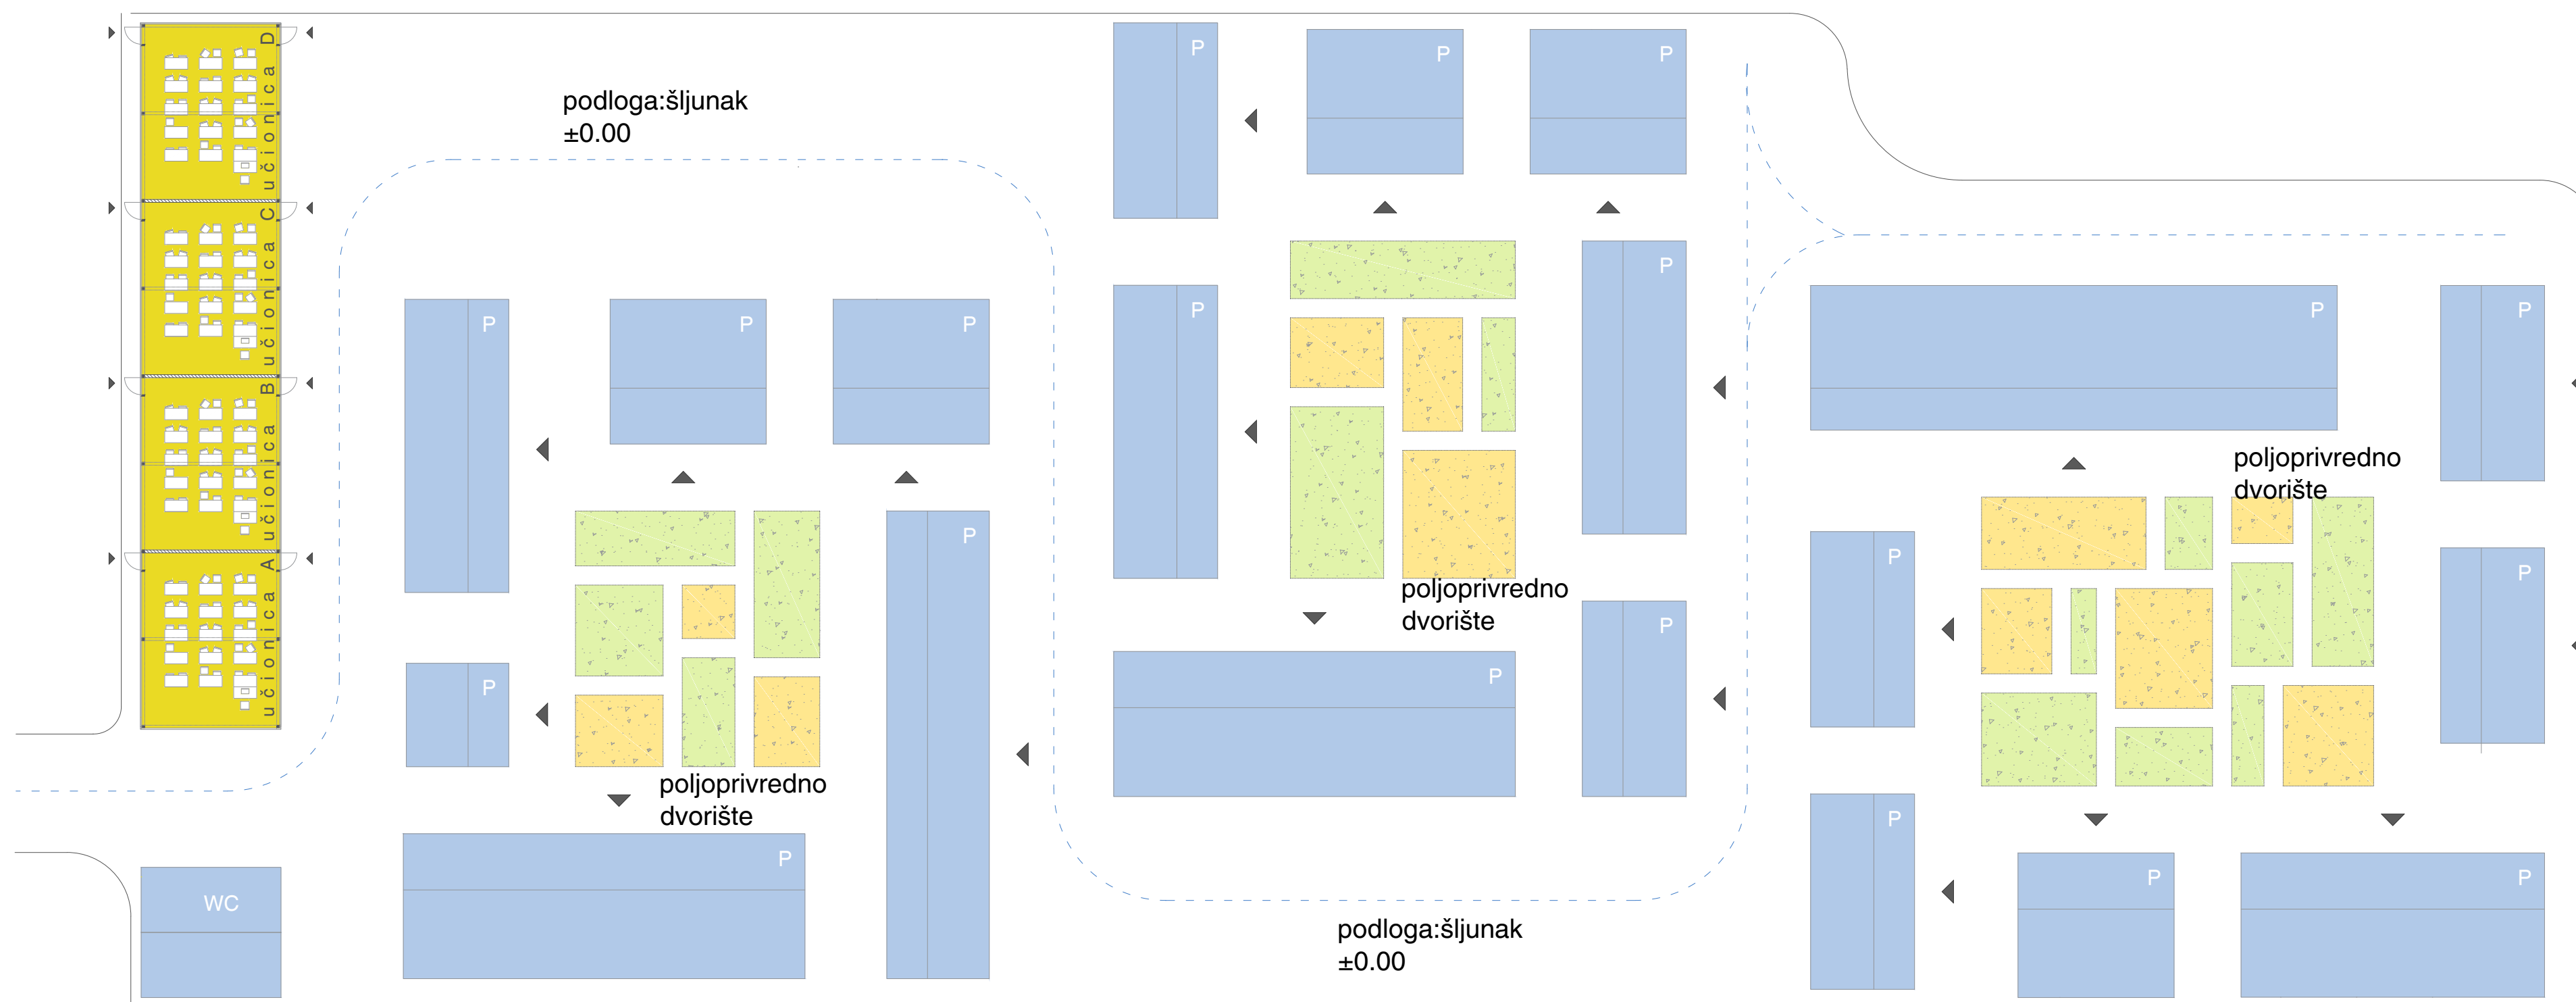 učionica D
učionica C
učionica B
učionica A
WC
podloga:šljunak
±0.00
P
P
P
P
P
poljoprivredno
dvorište
P
P
P
P
P
P
poljoprivredno
dvorište
P
P
podloga:šljunak
±0.00
P
P
poljoprivredno
dvorište
P
P
P
P
P